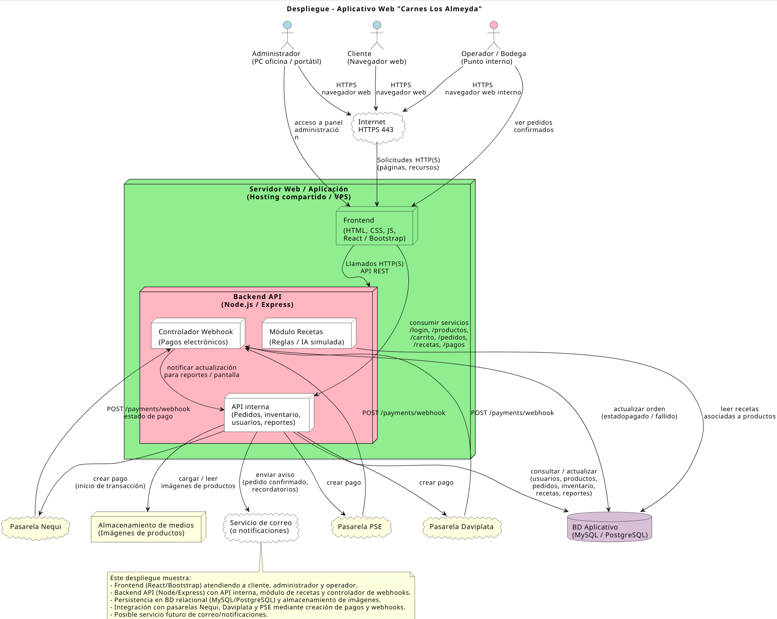 Despliegue - Aplicativo Web "Carnes Los Almeyda"
Administrador
(PC oficina / portátil)
Cliente
(Navegador web)
Operador / Bodega
(Punto interno)
HTTPS
navegador web
HTTPS
navegador web
HTTPS
navegador web interno
Internet
HTTPS 443
acceso a panel
administració
n
ver pedidos
confirmados
Solicitudes HTTP(S)
(páginas, recursos)
Servidor Web / Aplicación
(Hosting compartido / VPS)
Frontend
(HTML, CSS, JS,
React / Bootstrap)
Llamados HTTP(S)
API REST
Backend API
(Node.js / Express)
Controlador Webhook
(Pagos electrónicos)
Módulo Recetas
(Reglas / IA simulada)
consumir servicios
/login, /productos,
/carrito, /pedidos,
/recetas, /pagos
notificar actualización
para reportes / pantalla
API interna
(Pedidos, inventario,
usuarios, reportes)
POST /payments/webhook
estado de pago
POST /payments/webhook
POST /payments/webhook
actualizar orden
(estadopagado / fallido)
leer recetas
asociadas a productos
crear pago
(inicio de transacción)
cargar / leer
imágenes de productos
enviar aviso
(pedido confirmado,
recordatorios)
crear pago
crear pago
consultar / actualizar
(usuarios, productos,
pedidos, inventario,
recetas, reportes)
Pasarela Nequi
Almacenamiento de medios
(Imágenes de productos)
Servicio de correo
(o notificaciones)
Pasarela PSE
Pasarela Daviplata
BD Aplicativo
(MySQL / PostgreSQL)
Este despliegue muestra:
- Frontend (React/Bootstrap) atendiendo a cliente, administrador y operador.
- Backend API (Node/Express) con API interna, módulo de recetas y controlador de webhooks.
- Persistencia en BD relacional (MySQL/PostgreSQL) y almacenamiento de imágenes.
- Integración con pasarelas Nequi, Daviplata y PSE mediante creación de pagos y webhooks.
- Posible servicio futuro de correo/notificaciones.